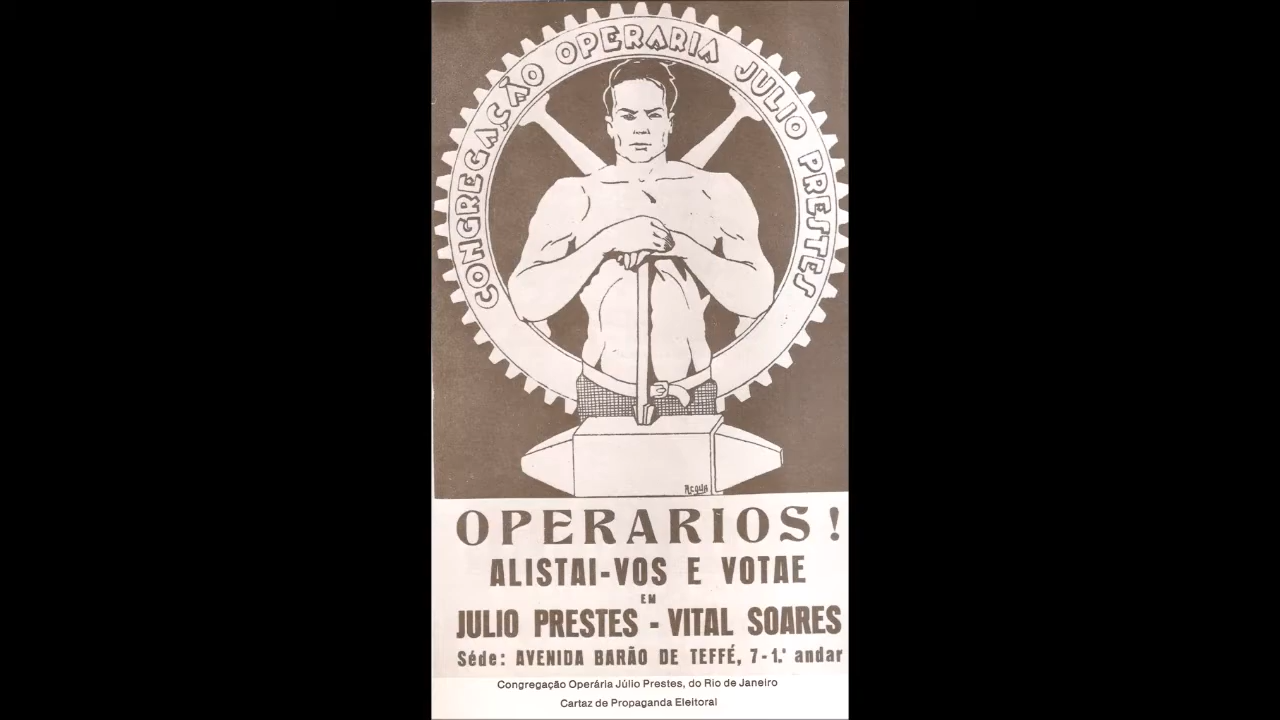 CONGREGAÇÃO OPERARIA JULIO PRESTES
ACQUA
OPERARIOS!
ALISTAI-VOS E VOTAE
EM
JULIO PRESTES - VITAL SOARES
Séde: AVENIDA BARÃO DE TEFFÉ, 7-1.º andar
Congregação Operária Júlio Prestes, do Rio de Janeiro
Cartaz de Propaganda Eleitoral